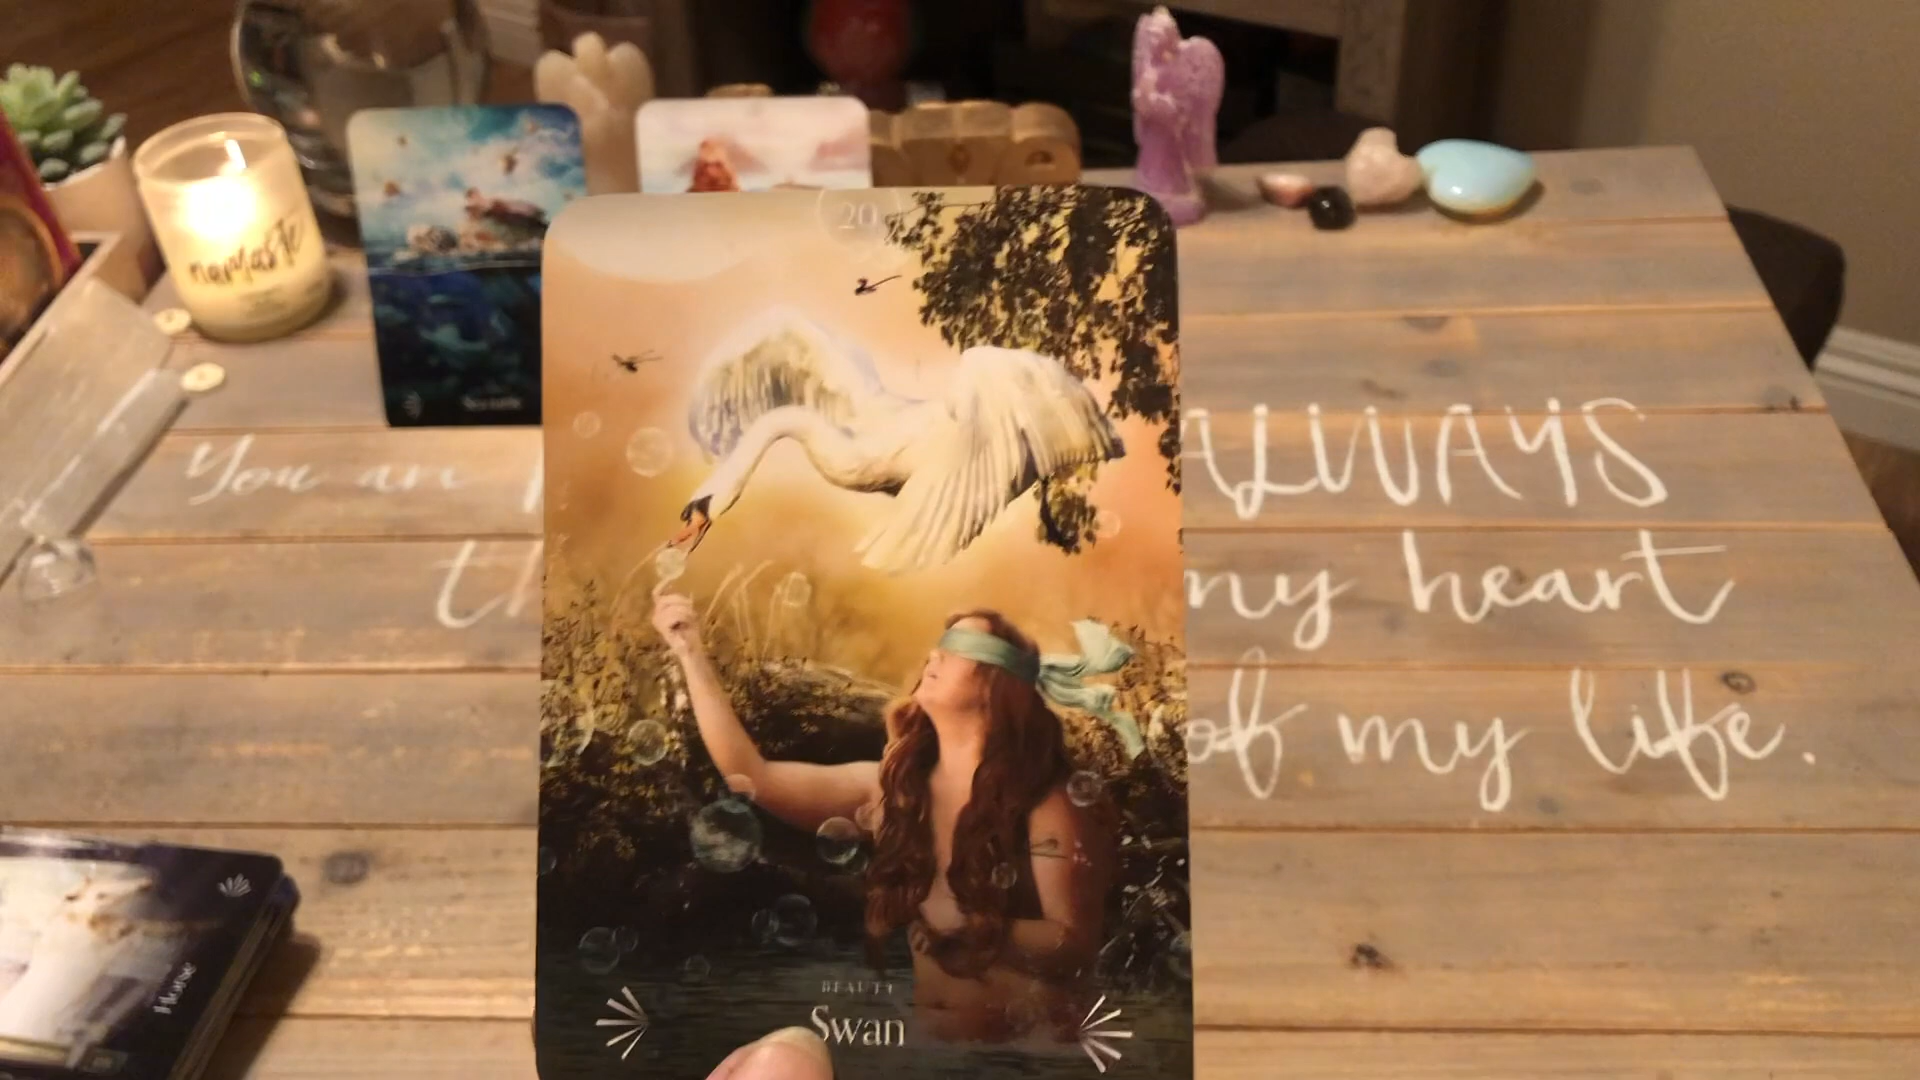 namaste
20
You are
ALWAYS
my heart
of my life.
BEAUTY
Swan
Horse